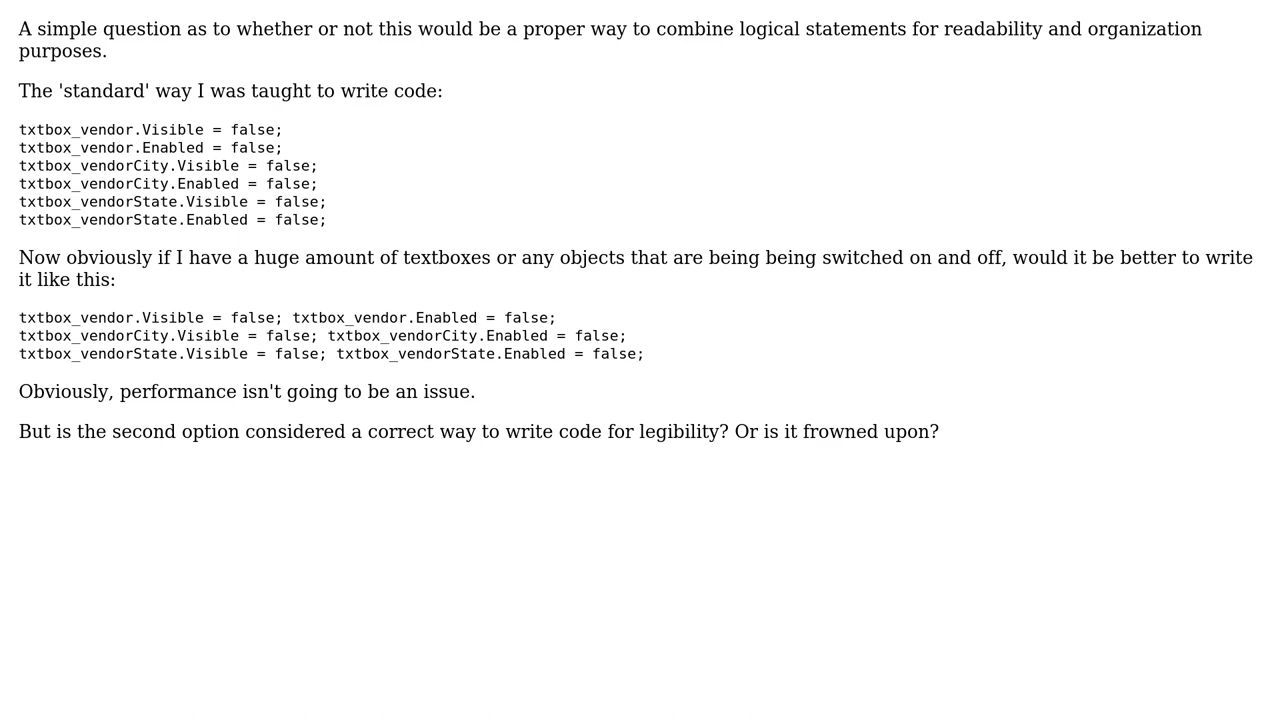 A simple question as to whether or not this would be a proper way to combine logical statements for readability and organization
purposes.
The 'standard' way I was taught to write code:
txtbox_vendor.Visible = false;
txtbox_vendor.Enabled = false;
txtbox_vendorCity.Visible = false;
txtbox_vendorCity.Enabled = false;
txtbox_vendorState.Visible = false;
txtbox_vendorState.Enabled = false;
Now obviously if I have a huge amount of textboxes or any objects that are being being switched on and off, would it be better to write
it like this:
txtbox_vendor.Visible = false; txtbox_vendor.Enabled = false;
txtbox_vendorCity.Visible = false; txtbox_vendorCity.Enabled = false;
txtbox_vendorState.Visible = false; txtbox_vendorState.Enabled = false;
Obviously, performance isn't going to be an issue.
But is the second option considered a correct way to write code for legibility? Or is it frowned upon?